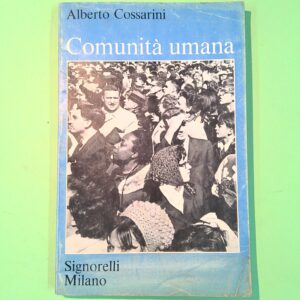 Alberto Cossarini
Comunità umana
Signorelli
Milano